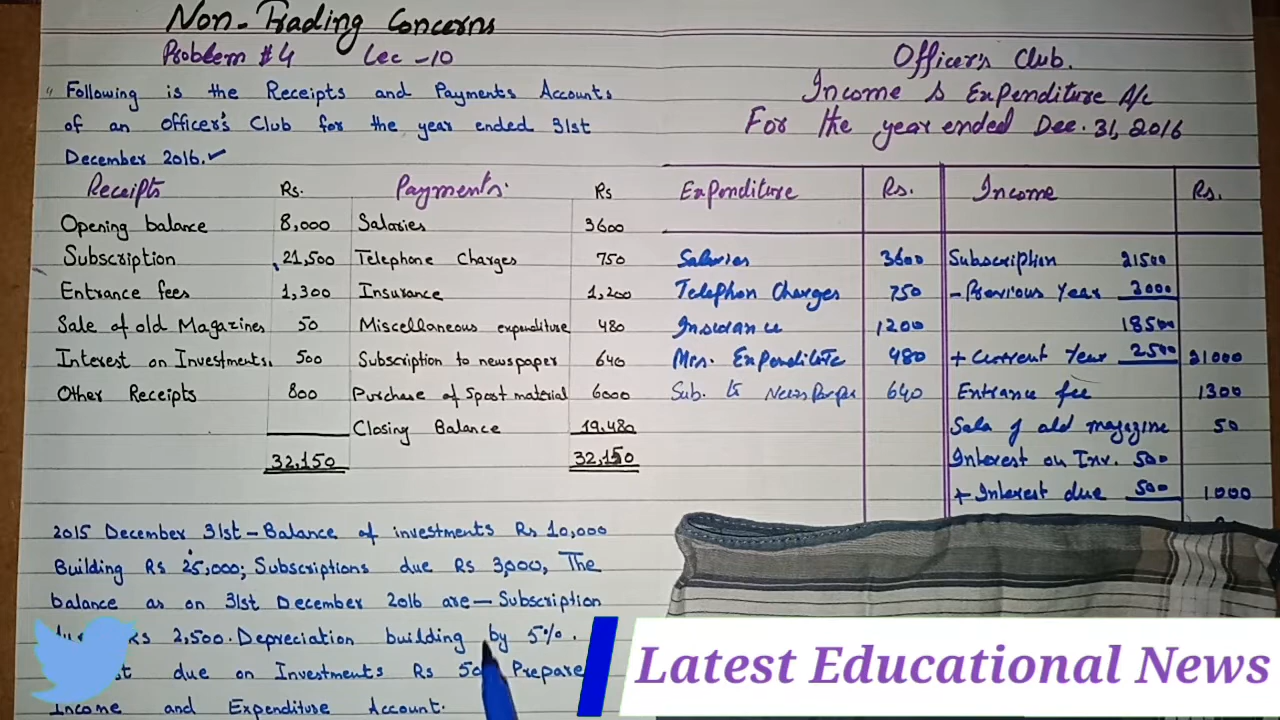 Non-Trading Concerns
Problem #4 Lec -10
" Following is the Receipts and Payments Accounts
of an officer's Club for the year ended 31st
December 2016.
Receipts Rs. Payments. Rs
Opening balance 8,000 Salaries 3600
Subscription 21,500 Telephone Charges 750
Entrance fees 1,300 Insurance 1,200
Sale of old Magazines 50 Miscellaneous expenditure 480
Interest on Investments. 500 Subscription to newspaper 640
Other Receipts 800 Purchase of Sport material 6000
Closing Balance 19,480
32,150 32,150
2015 December 31st - Balance of investments Rs 10,000
Building Rs 25,000; Subscriptions due Rs 3,000, The
balance as on 31st December 2016 are - Subscription
Rs 2,500. Depreciation building by 5%.
due on Investments Rs Prepare
Income and Expenditure Account.
Officer's Club.
Income & Expenditure A/c
For the year ended Dec. 31, 2016
Expenditure Rs. Income Rs.
Salaries 3600 Subscription 21500
Telephon Charges 750 - Previous Year 3000
Insurance 1200 18500
Mis. Expenditure 480 + Current Year 2500 21000
Sub. to News Paper 640 Entrance fee 1300
Sale of old magazine 50
Interest on Inv. 500
+ Interest due 500 1000
Latest Educational News